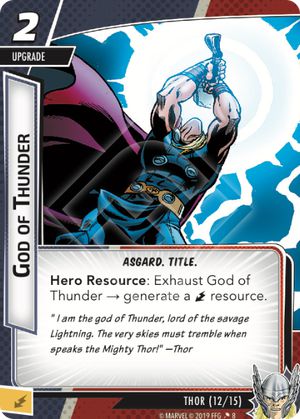 2
UPGRADE
GOD OF THUNDER
ASGARD. TITLE.
Hero Resource: Exhaust God of
Thunder → generate a resource.
"I am the god of Thunder, lord of the savage
Lightning. The very skies must tremble when
speaks the Mighty Thor!" —Thor
THOR (12/15)
© MARVEL © 2019 FFG